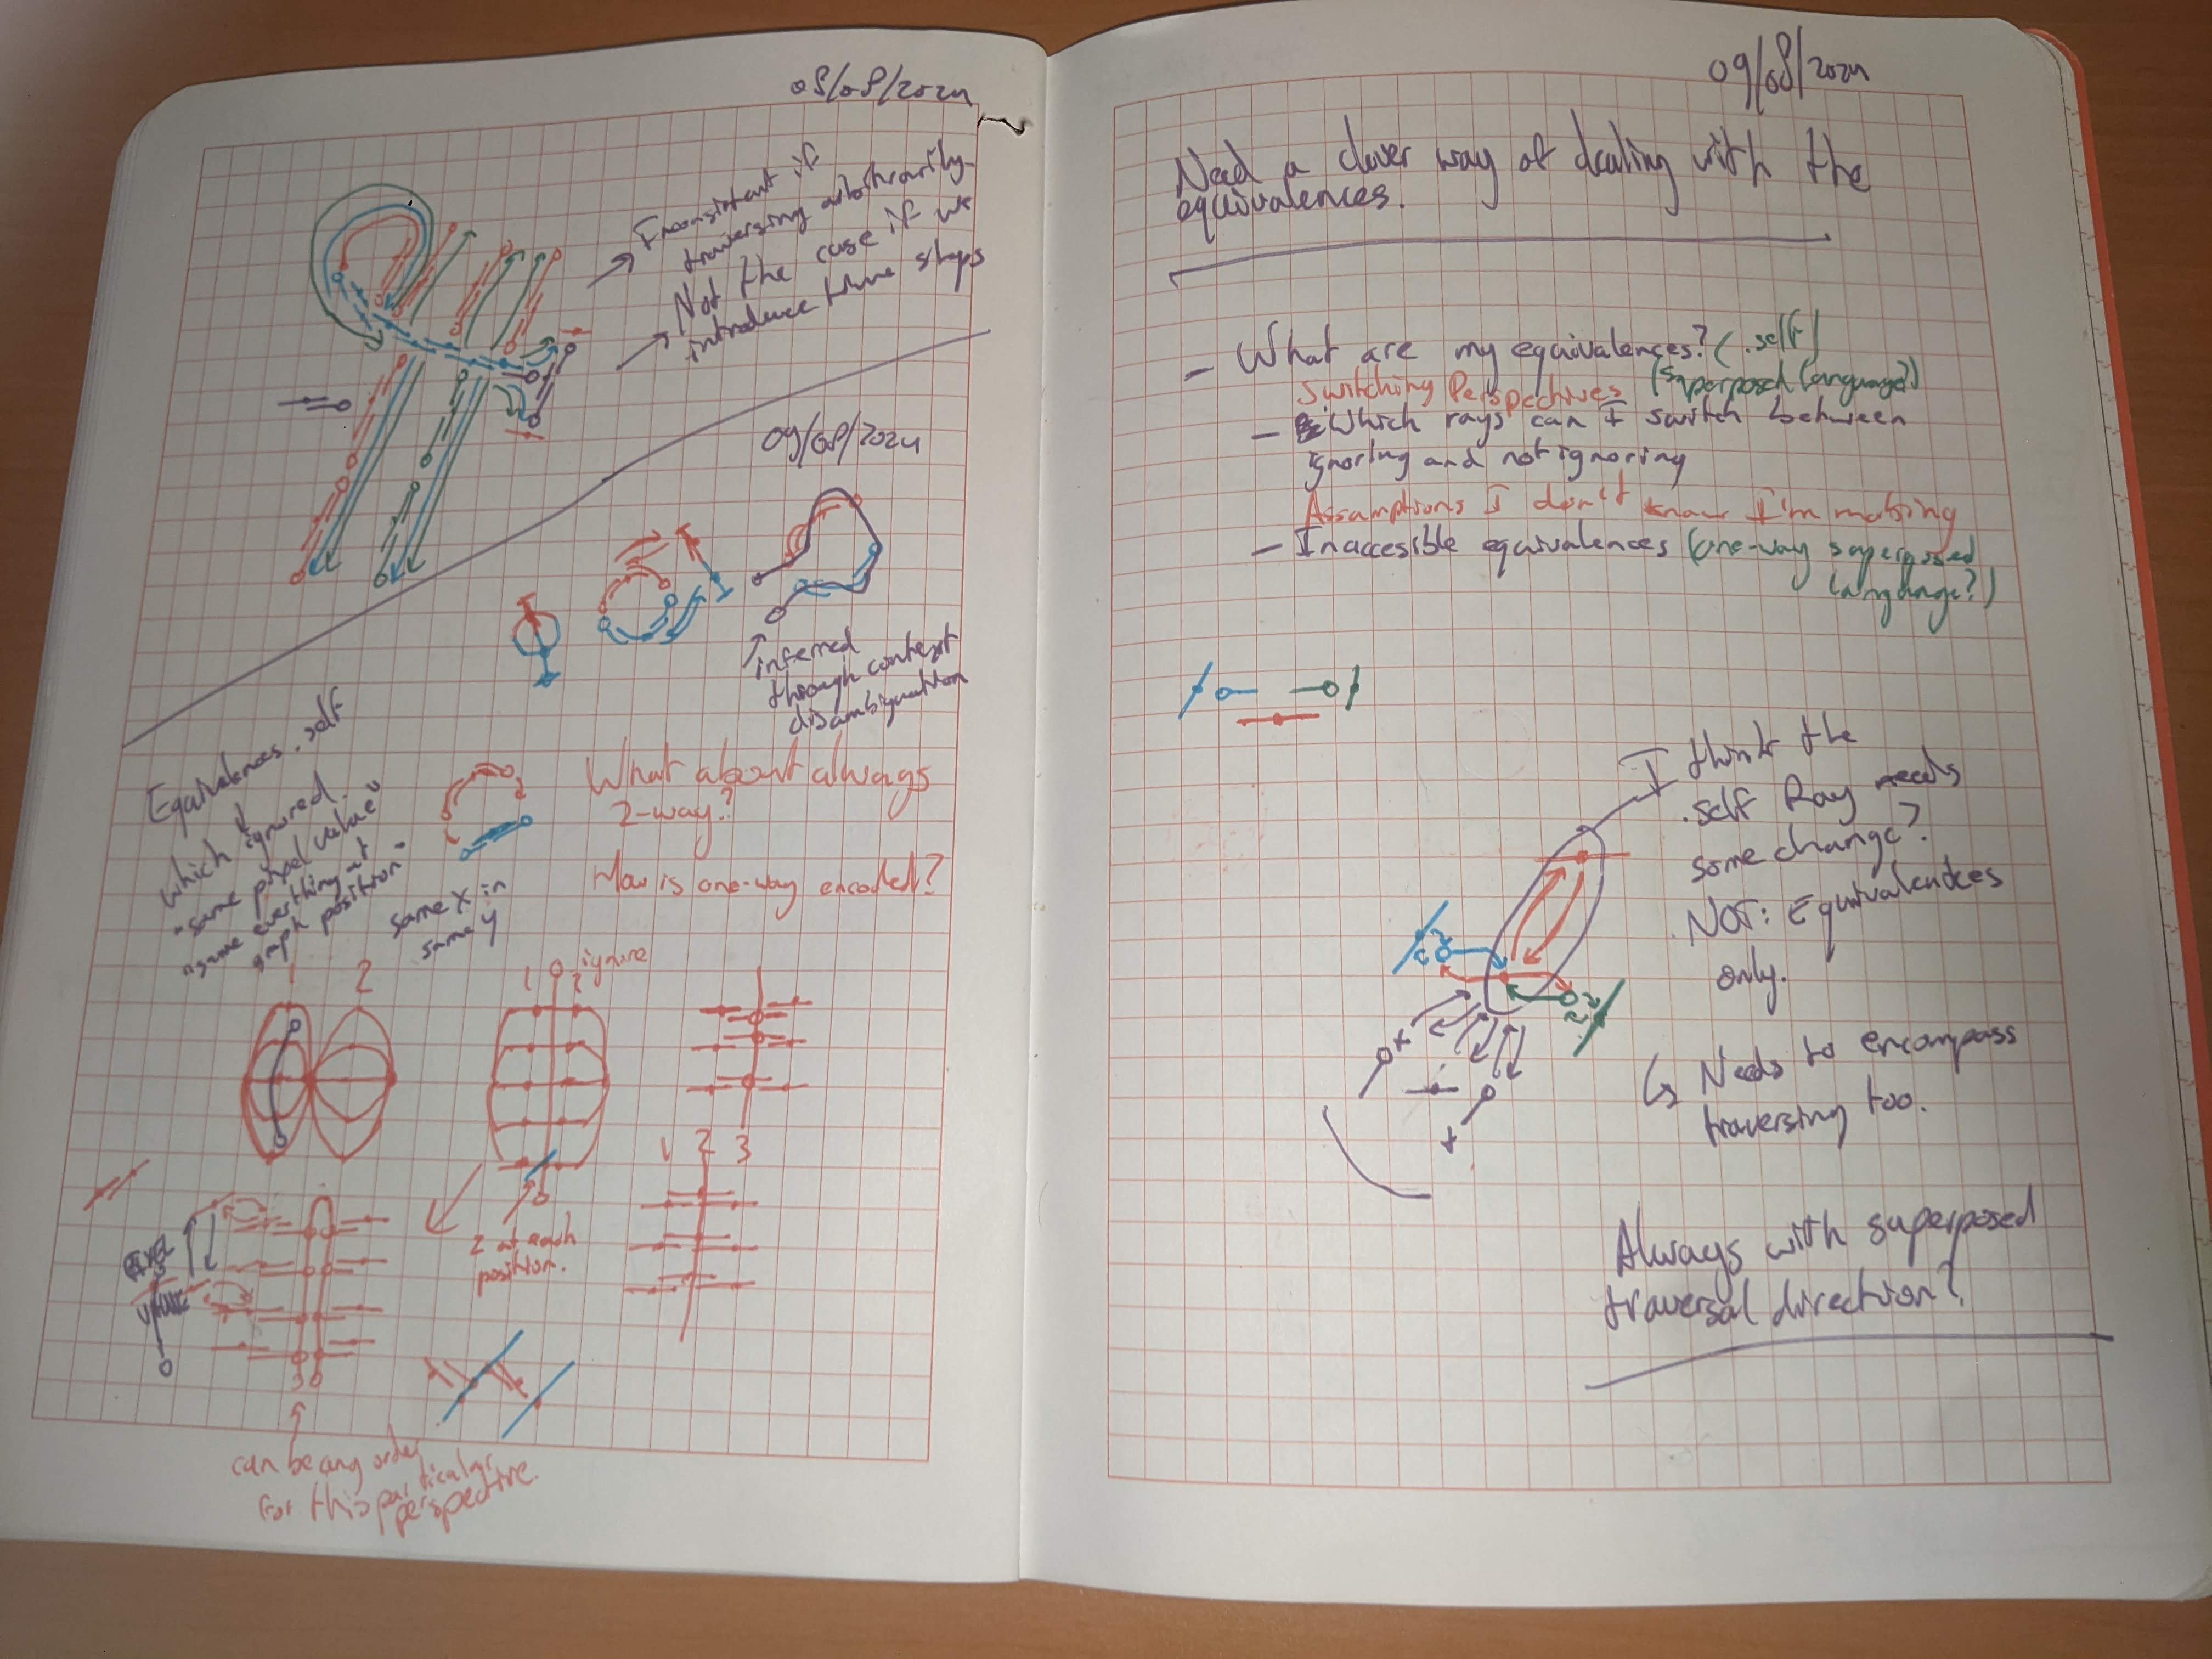 08/08/2024
Inconsistent if
traversing arbitrarily.
Not the case if we
introduce time steps
09/08/2024
inferred
through context
disambiguation
Equivalences .self
which ignored.
"same pixel value"
"same everything at
graph position"
same X in
same y
What about always
2-way?
How is one-way encoded?
1 2
1 2 ignore
2 at each
position.
1 2 3
PIXEL
VALUE
can be any order
for this particular
perspective.
09/08/2024
Need a clever way of dealing with the
equivalences.
- What are my equivalences? (.self)
Switching Perspectives (superposed language?)
- Which rays can I switch between
ignoring and not ignoring
Assumptions I don't know I'm making
- Inaccesible equivalences (one-way superposed
language?)
I think the
.self Ray needs
some change?
NOT: Equivalences
only.
Needs to encompass
traversing too.
Always with superposed
traversal direction?